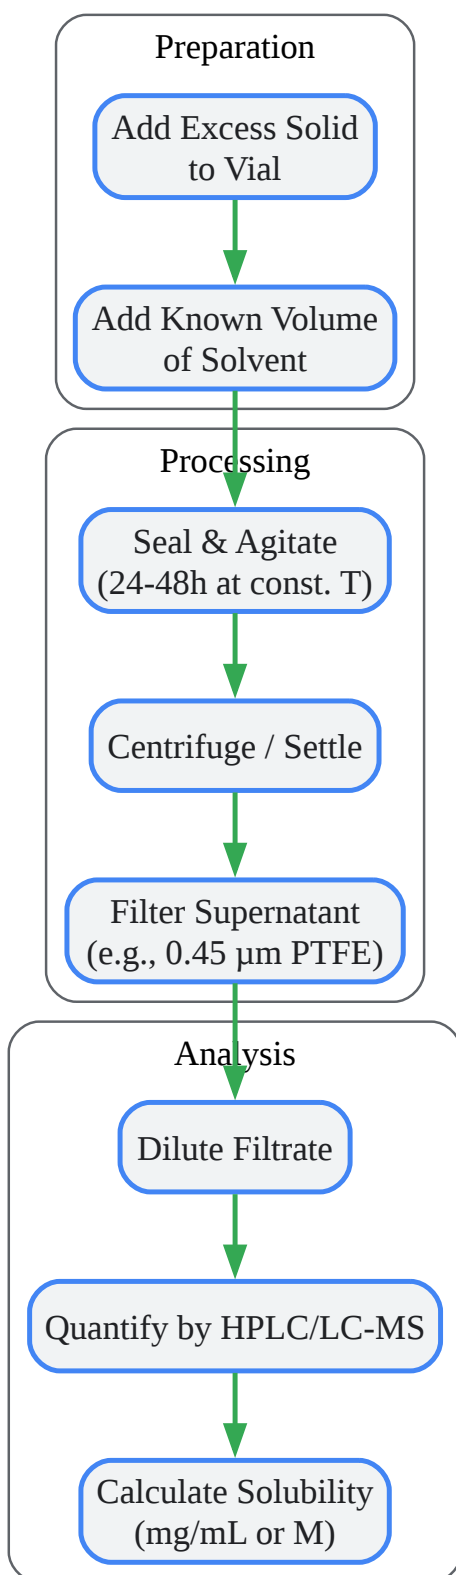 Preparation
Add Excess Solid
to Vial
Add Known Volume
of Solvent
Processing
Seal & Agitate
(24-48h at const. T)
Centrifuge / Settle
Filter Supernatant
(e.g., 0.45 µm PTFE)
Analysis
Dilute Filtrate
Quantify by HPLC/LC-MS
Calculate Solubility
(mg/mL or M)